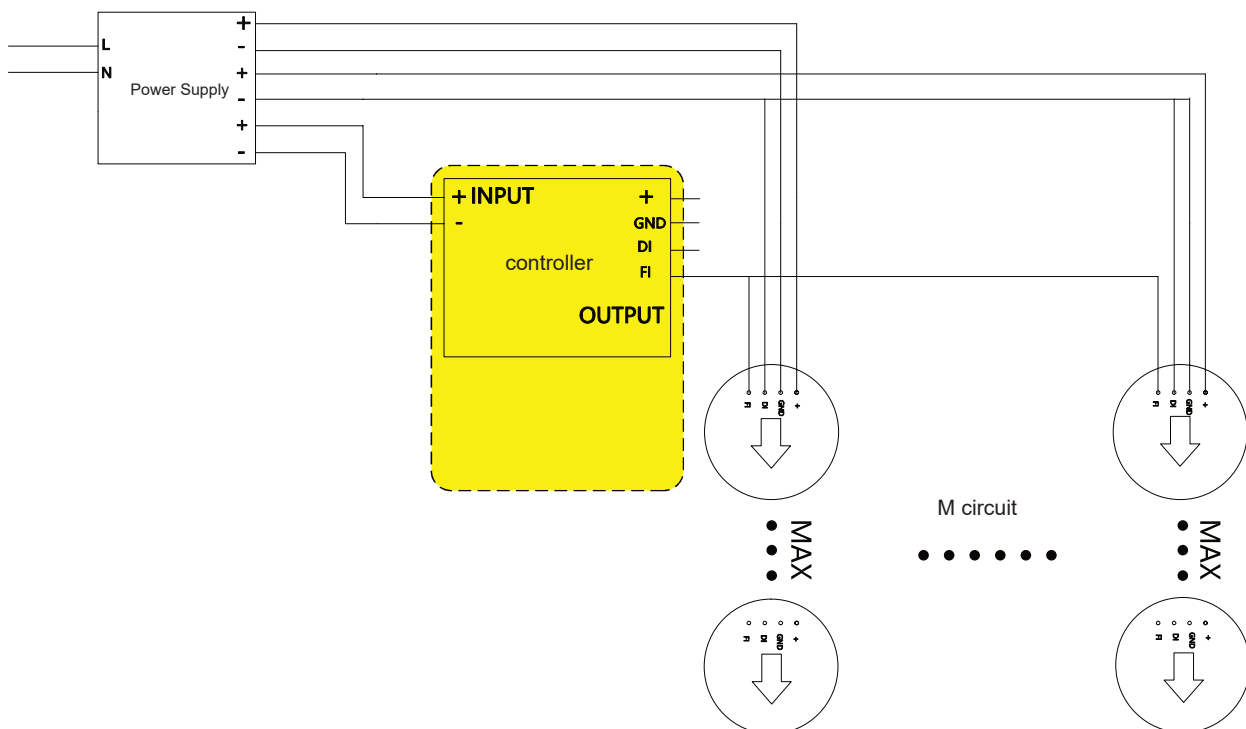 +
L -
N +
Power Supply
-
+
-
+ INPUT +
- GND
DI
controller FI
OUTPUT
FI DI GND +
FI DI GND +
M circuit
MAX
MAX
FI DI GND +
FI DI GND +